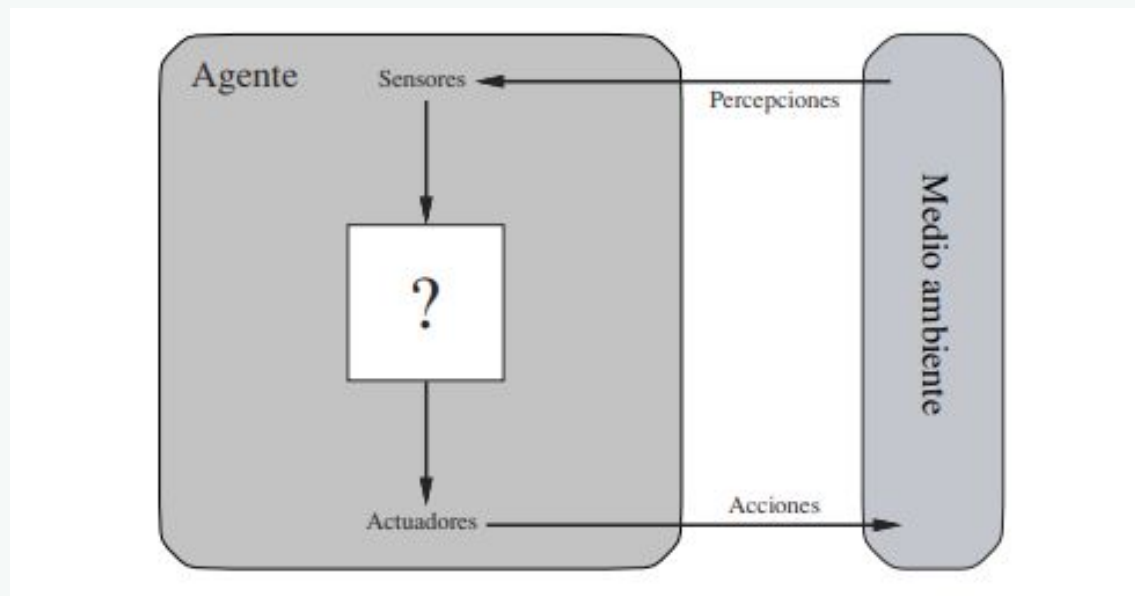 Agente
Sensores
Percepciones
Medio ambiente
?
Actuadores
Acciones